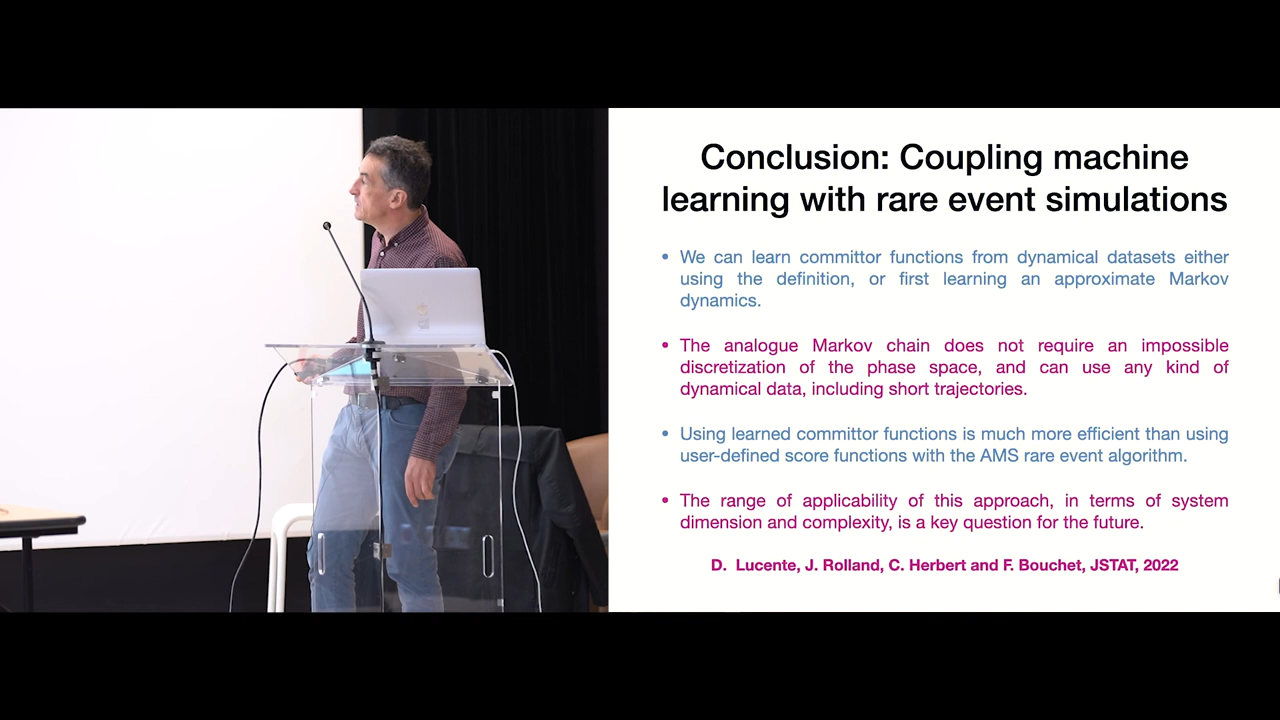 Conclusion: Coupling machine
learning with rare event simulations
• We can learn committor functions from dynamical datasets either
using the definition, or first learning an approximate Markov
dynamics.
• The analogue Markov chain does not require an impossible
discretization of the phase space, and can use any kind of
dynamical data, including short trajectories.
• Using learned committor functions is much more efficient than using
user-defined score functions with the AMS rare event algorithm.
• The range of applicability of this approach, in terms of system
dimension and complexity, is a key question for the future.
D. Lucente, J. Rolland, C. Herbert and F. Bouchet, JSTAT, 2022